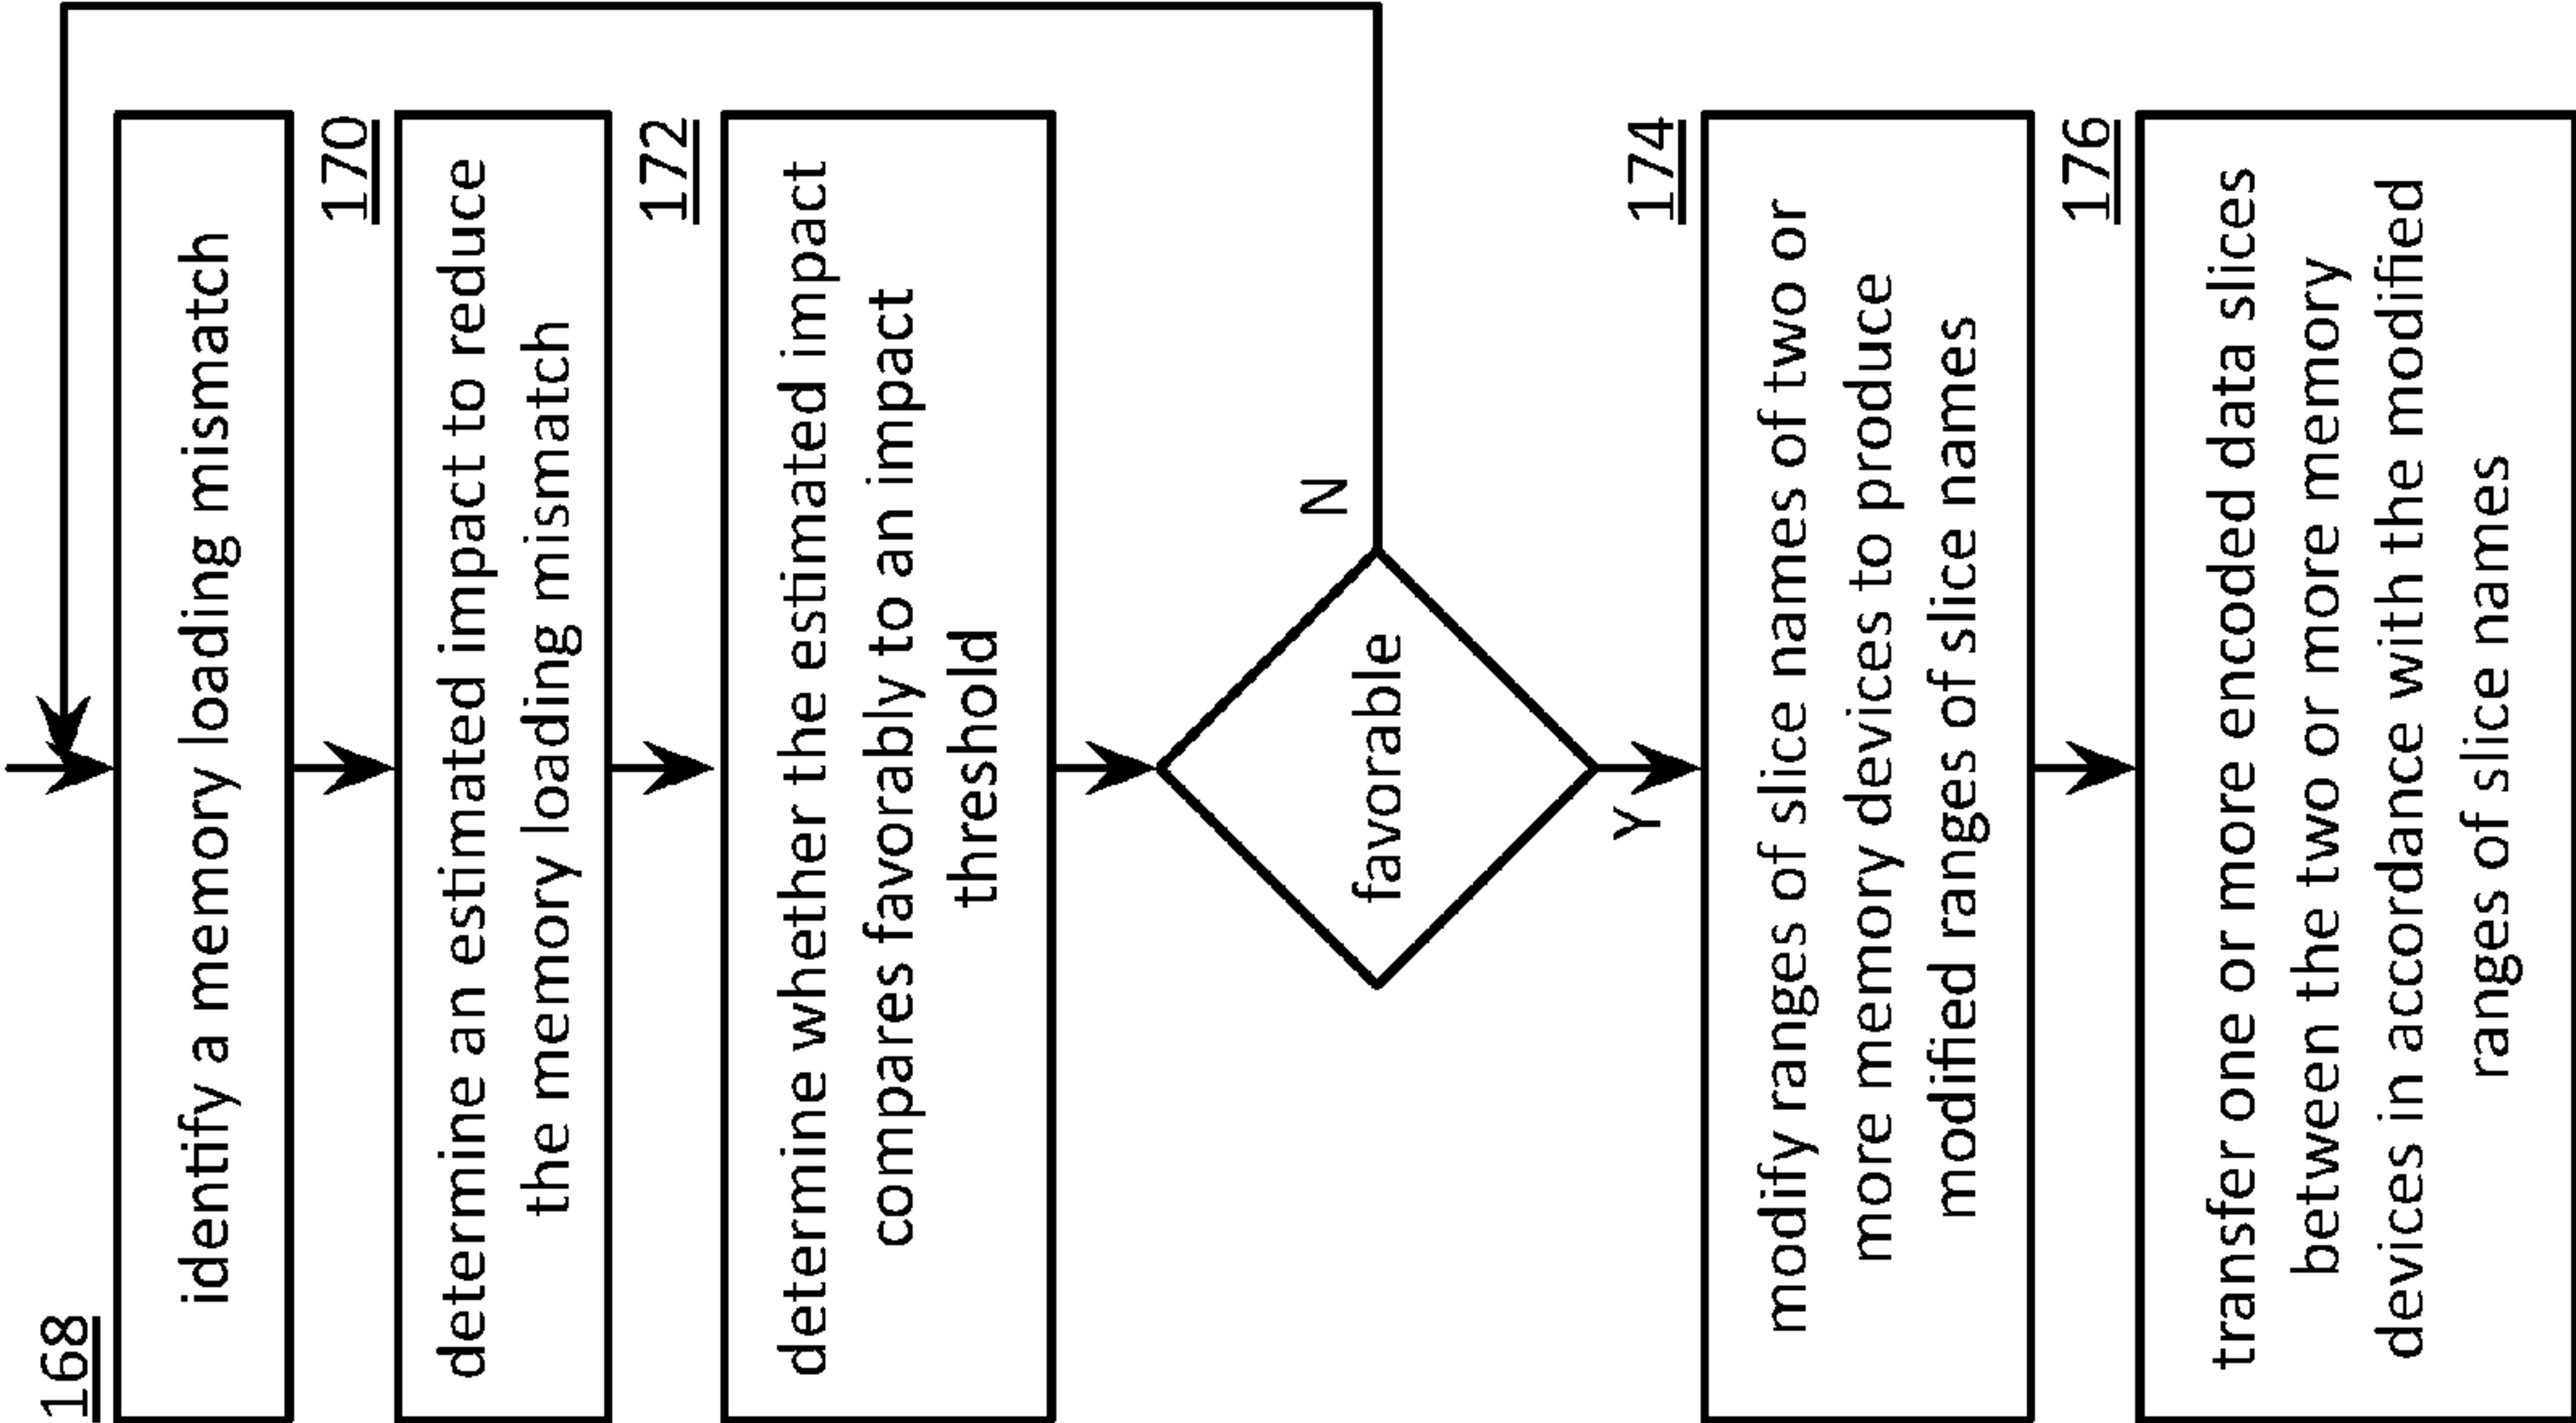 168
identify a memory loading mismatch
170
determine an estimated impact to reduce
the memory loading mismatch
172
determine whether the estimated impact
compares favorably to an impact
threshold
favorable
N
Y
174
modify ranges of slice names of two or
more memory devices to produce
modified ranges of slice names
176
transfer one or more encoded data slices
between the two or more memory
devices in accordance with the modified
ranges of slice names